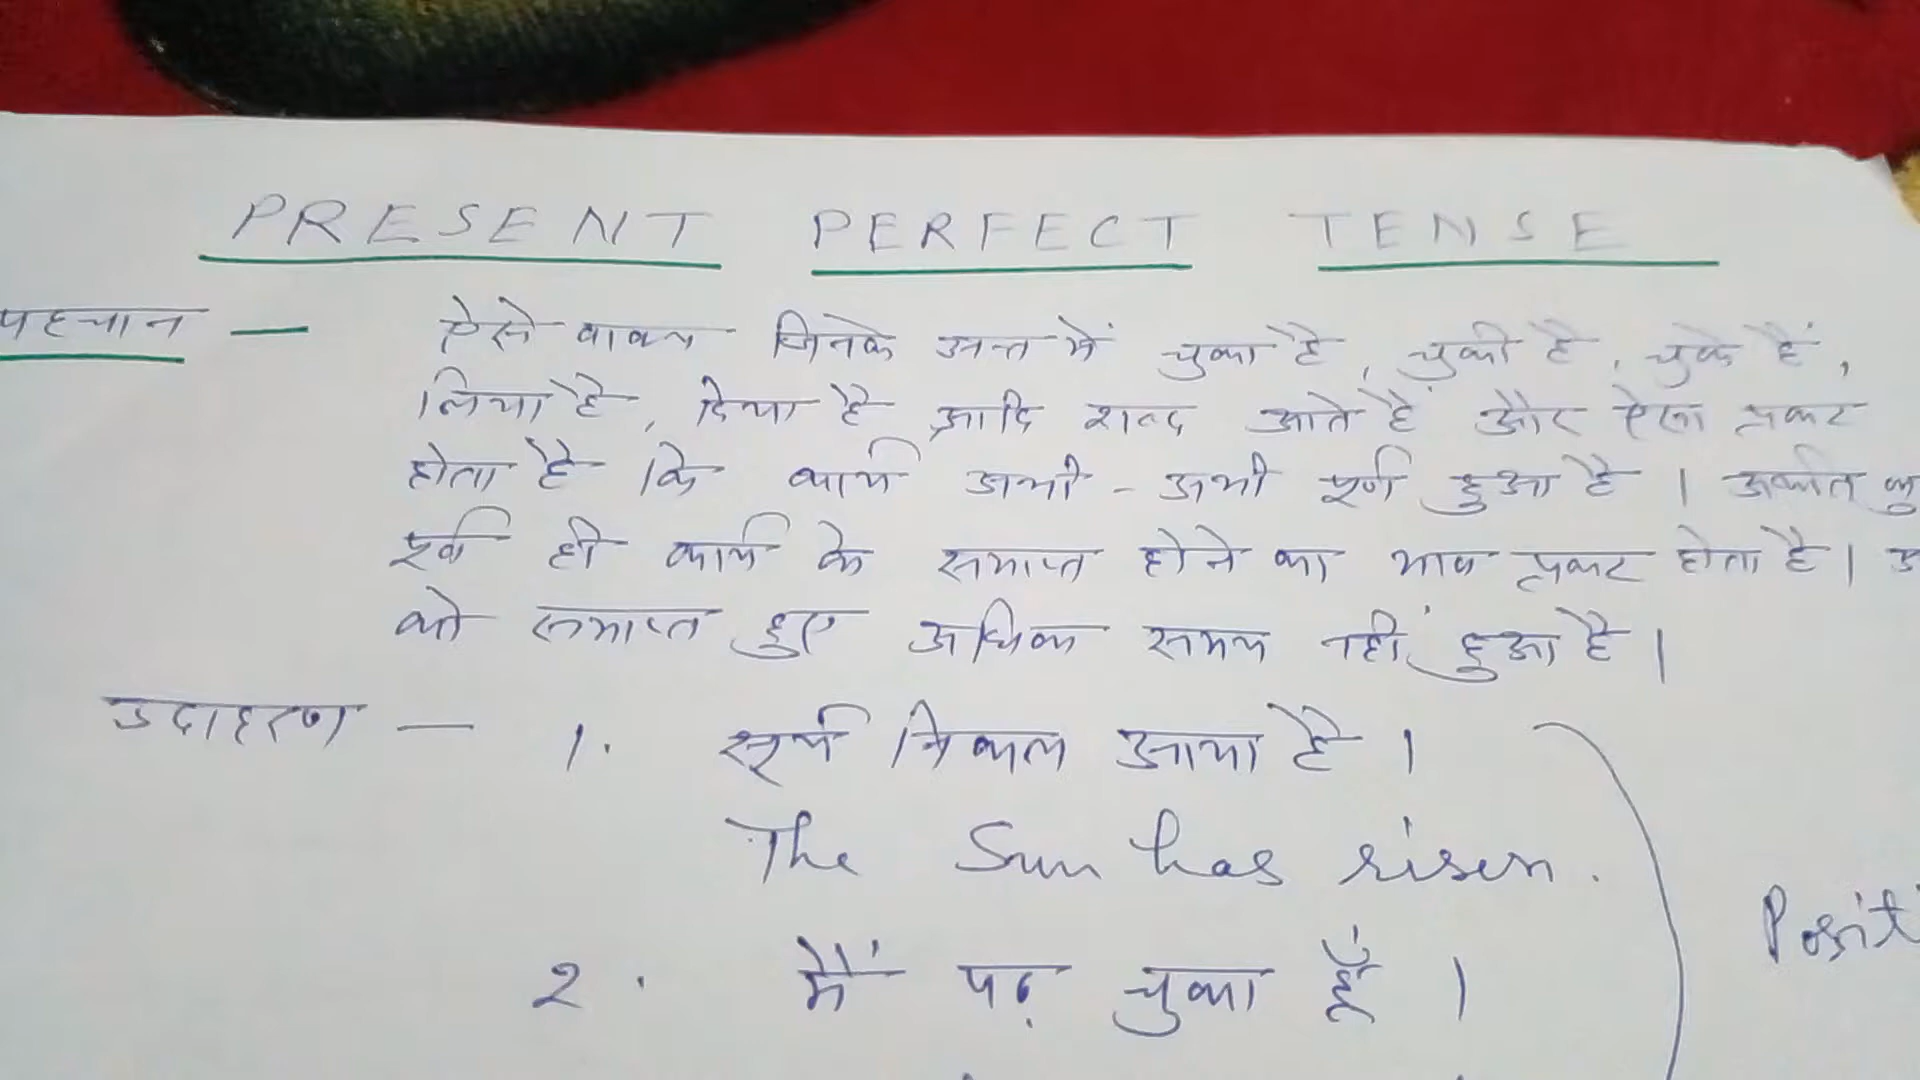 PRESENT PERFECT TENSE
पहचान — ऐसे वाक्य जिनके अन्त में चुका है, चुकी है, चुके हैं,
लिया है, दिया है आदि शब्द आते हैं और ऐसा प्रकट
होता है कि कार्य अभी - अभी पूर्ण हुआ है । अर्थात
पूर्व ही कार्य के समाप्त होने का भाव प्रकट होता है ।
को समाप्त हुए अधिक समय नहीं हुआ है ।
उदाहरण — 1. सूर्य निकल आया है ।
The Sun has risen.
Posit
2. मैं पढ़ चुका हूँ ।